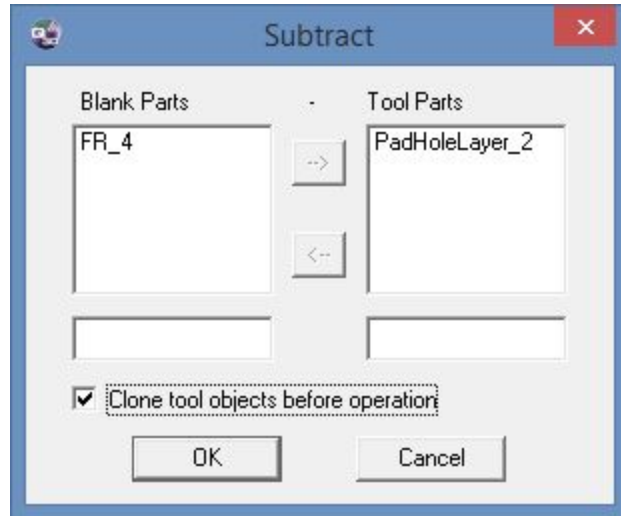 Subtract
Blank Parts - Tool Parts
FR_4
PadHoleLayer_2
-->
<--
Clone tool objects before operation
OK Cancel